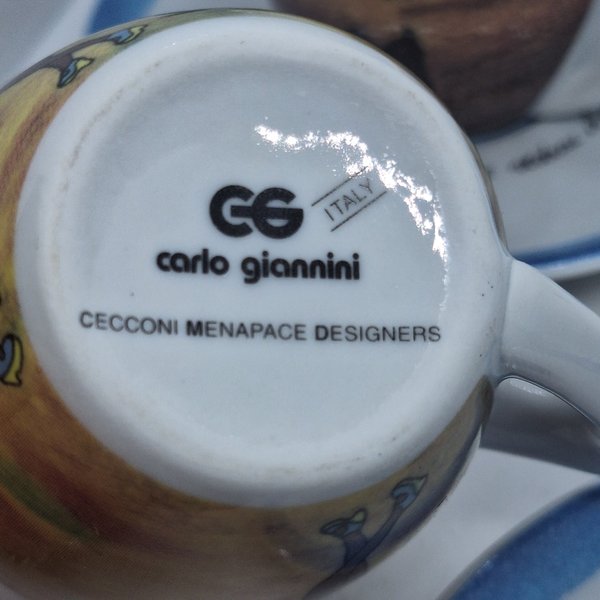 CG ITALY
carlo giannini
CECCONI MENAPACE DESIGNERS